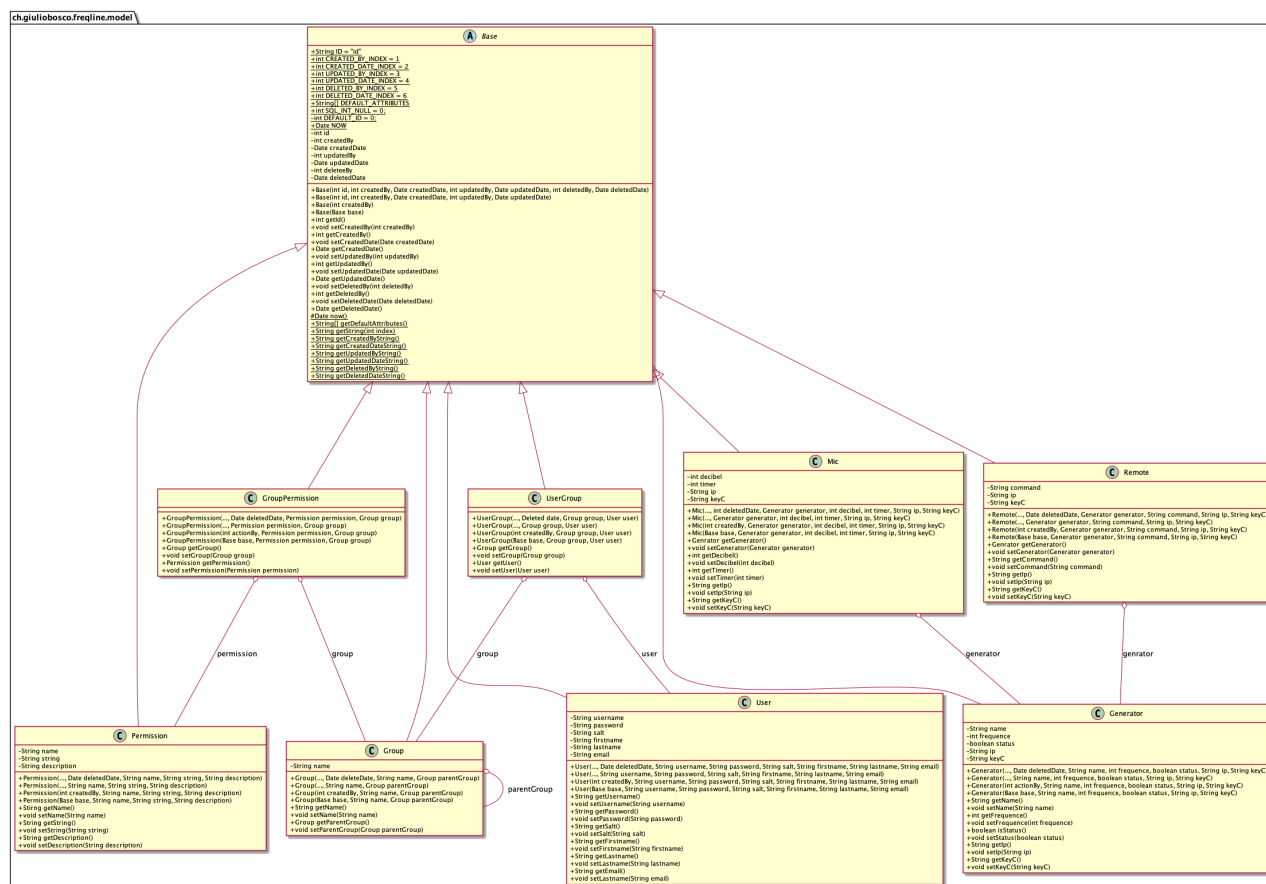 ch.giuliobosco.freqline.model
A Base
+String ID = "id"
+int CREATED_BY_INDEX = 1
+int CREATED_DATE_INDEX = 2
+int UPDATED_BY_INDEX = 3
+int UPDATED_DATE_INDEX = 4
+int DELETED_BY_INDEX = 5
+int DELETED_DATE_INDEX = 6
+String[] DEFAULT_ATTRIBUTES
+int SQL_INT_NULL = 0;
-int DEFAULT_ID = 0;
+Date NOW
-int id
-int createdBy
-Date createdDate
-int updatedBy
-Date updatedDate
-int deleteeBy
-Date deletedDate
+Base(int id, int createdBy, Date createdDate, int updatedBy, Date updatedDate, int deletedBy, Date deletedDate)
+Base(int id, int createdBy, Date createdDate, int updatedBy, Date updatedDate)
+Base(int createdBy)
+Base(Base base)
+int getId()
+void setCreatedBy(int createdBy)
+int getCreatedBy()
+void setCreatedDate(Date createdDate)
+Date getCreatedDate()
+void setUpdatedBy(int updatedBy)
+int getUpdatedBy()
+void setUpdatedDate(Date updatedDate)
+Date getUpdatedDate()
+void setDeletedBy(int deletedBy)
+int getDeletedBy()
+void setDeletedDate(Date deletedDate)
+Date getDeletedDate()
#Date now()
+String[] getDefaultAttributes()
+String getString(int index)
+String getCreatedByString()
+String getCreatedDateString()
+String getUpdatedByString()
+String getUpdatedDateString()
+String getDeletedByString()
+String getDeletedDateString()
C GroupPermission
+GroupPermission(..., Date deletedDate, Permission permission, Group group)
+GroupPermission(..., Permission permission, Group group)
+GroupPermission(int actionBy, Permission permission, Group group)
+GroupPermission(Base base, Permission permission, Group group)
+Group getGroup()
+void setGroup(Group group)
+Permission getPermission()
+void setPermission(Permission permission)
C UserGroup
+UserGroup(..., Deleted date, Group group, User user)
+UserGroup(..., Group group, User user)
+UserGroup(int createdBy, Group group, User user)
+UserGroup(Base base, Group group, User user)
+Group getGroup()
+void setGroup(Group group)
+User getUser()
+void setUser(User user)
C Mic
-int decibel
-int timer
-String ip
-String keyC
+Mic(..., int deletedDate, Generator generator, int decibel, int timer, String ip, String keyC)
+Mic(..., Generator generator, int decibel, int timer, String ip, String keyC)
+Mic(int createdBy, Generator generator, int decibel, int timer, String ip, String keyC)
+Mic(Base base, Generator generator, int decibel, int timer, String ip, String keyC)
+Genrator getGenerator()
+void setGenerator(Generator generator)
+int getDecibel()
+void setDecibel(int decibel)
+int getTimer()
+void setTimer(int timer)
+String getIp()
+void setIp(String ip)
+String getKeyC()
+void setKeyC(String keyC)
C Remote
-String command
-String ip
-String keyC
+Remote(..., Date deletedDate, Generator generator, String command, String ip, String keyC)
+Remote(..., Generator generator, String command, String ip, String keyC)
+Remote(int createdBy, Generator generator, String command, String ip, String keyC)
+Remote(Base base, Generator generator, String command, String ip, String keyC)
+Genrator getGenerator()
+void setGenerator(Generator generator)
+String getCommand()
+void setCommand(String command)
+String getIp()
+void setIp(String ip)
+String getKeyC()
+void setKeyC(String keyC)
permission
group
group
user
generator
genrator
C Permission
-String name
-String string
-String description
+Permission(..., Date deletedDate, String name, String string, String description)
+Permission(..., String name, String string, String description)
+Permission(int createdBy, String name, String string, String description)
+Permission(Base base, String name, String string, String description)
+Stirg getName()
+void setName(String name)
+String getString()
+void setString(String string)
+String getDescription()
+void setDescription(String description)
C Group
-String name
+Group(..., Date deleteDate, String name, Group parentGroup)
+Group(..., String name, Group parentGroup)
+Group(int createdBy, String name, Group parentGroup)
+Group(Base base, String name, Group parentGroup)
+String getName()
+void setName(String name)
+Group getParentGroup()
+void setParentGroup(Group parentGroup)
parentGroup
C User
-String username
-String password
-String salt
-String firstname
-String lastname
-String email
+User(..., Date deletedDate, String username, String password, String salt, String firstname, String lastname, String email)
+User(..., String username, String password, String salt, String firstname, String lastname, String email)
+User(int createdBy, String username, String password, String salt, String firstname, String lastname, String email)
+User(Base base, String username, String password, String salt, String firstname, String lastname, String email)
+String getUsername()
+void setUsername(String username)
+String getPassword()
+void setPassword(String password)
+String getSalt()
+void setSalt(String salt)
+String getFirstname()
+void setFirstname(String firstname)
+String getLastname()
+void setLastname(String lastname)
+String getEmail()
+void setLastname(String email)
C Generator
-String name
-int frequence
-boolean status
-String ip
-String keyC
+Generator(..., Date deletedDate, String name, int frequence, boolean status, String ip, String keyC)
+Generator(..., String name, int frequence, boolean status, String ip, String keyC)
+Generator(int actionBy, String name, int frequence, boolean status, String ip, String keyC)
+Generator(Base base, String name, int frequence, boolean status, String ip, String keyC)
+String getName()
+void setName(String name)
+int getFrequence()
+void setFrequence(int frequence)
+boolean isStatus()
+void setStatus(boolean status)
+String getIp()
+void setIp(String ip)
+String getKeyC()
+void setKeyC(String keyC)